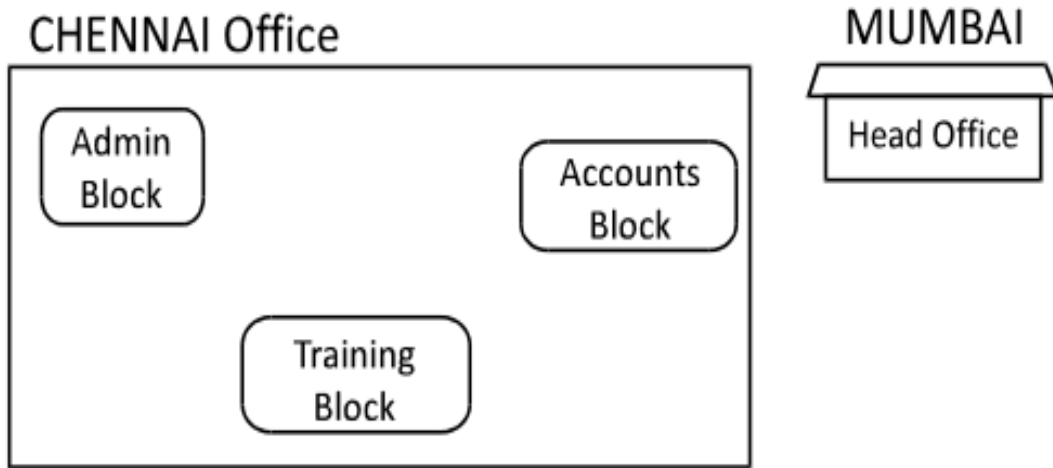 CHENNAI Office
MUMBAI
Admin
Block
Accounts
Block
Head Office
Training
Block